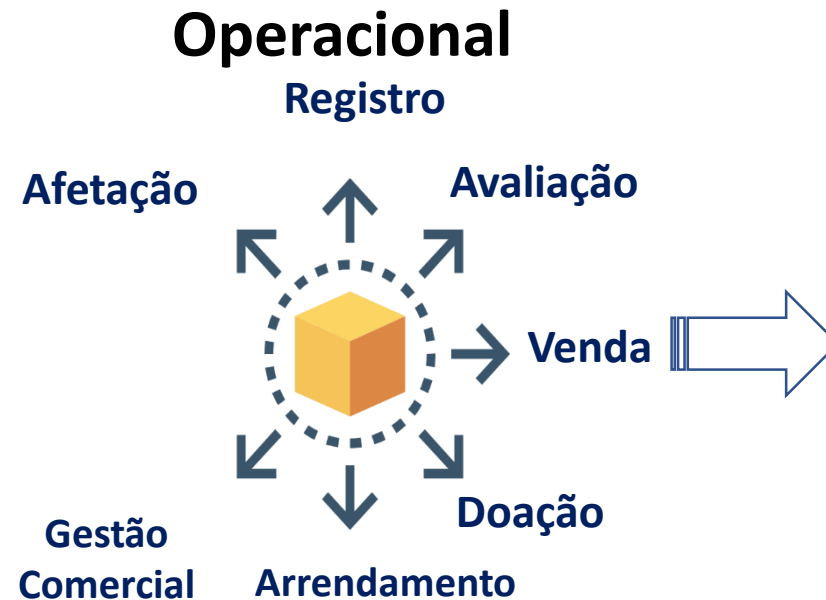 Operacional
Registro
Afetação
Avaliação
Venda
Doação
Gestão
Comercial
Arrendamento